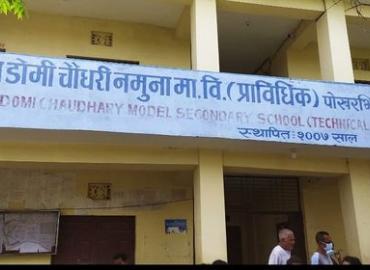 डोमी चौधरी नमुना मा.वि.(प्राविधिक) पोखरभि
DOMI CHAUDHARY MODEL SECONDARY SCHOOL (TECHNICAL
स्थापित:२००७ साल